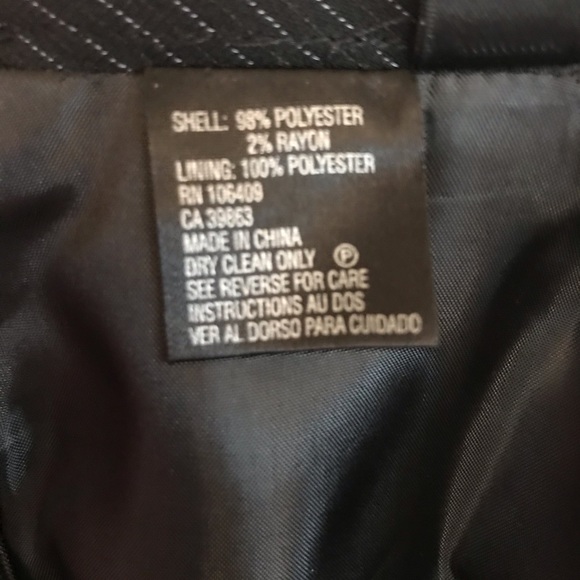 SHELL: 98% POLYESTER
2% RAYON
LINING: 100% POLYESTER
RN 106409
CA 39863
MADE IN CHINA
DRY CLEAN ONLY Ⓟ
SEE REVERSE FOR CARE
INSTRUCTIONS AU DOS
VER AL DORSO PARA CUIDADO